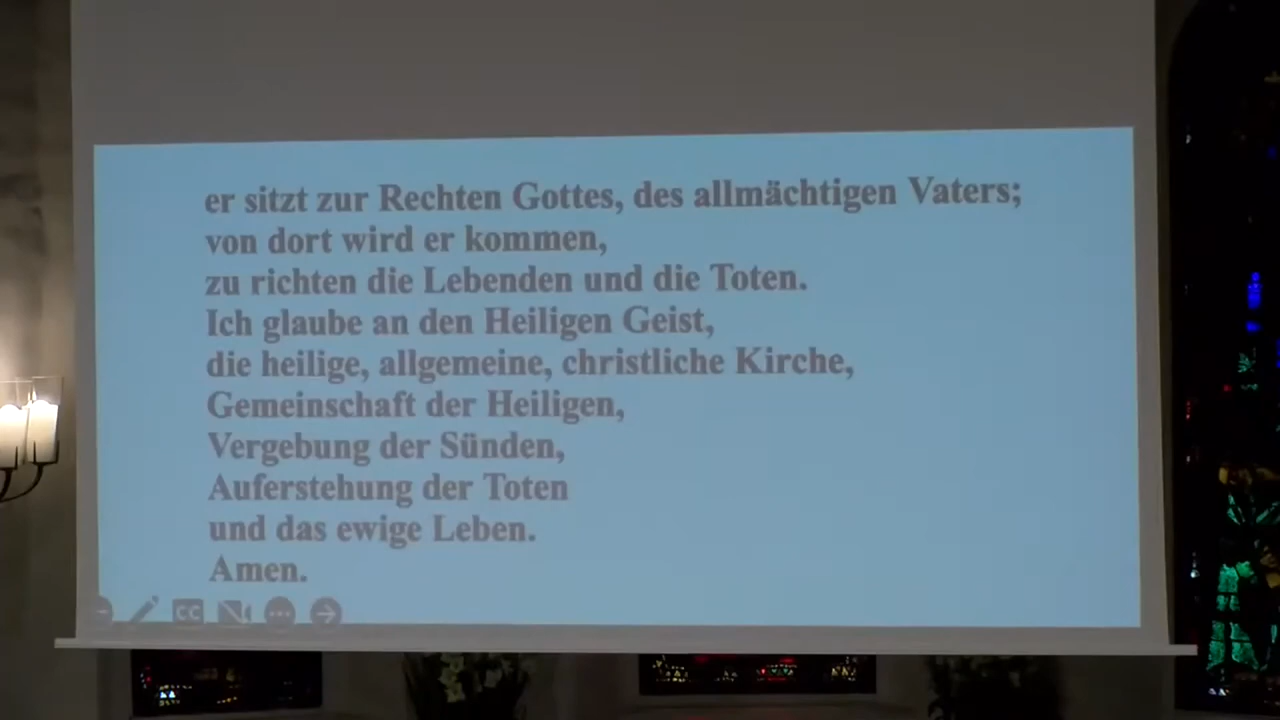 er sitzt zur Rechten Gottes, des allmächtigen Vaters;
von dort wird er kommen,
zu richten die Lebenden und die Toten.
Ich glaube an den Heiligen Geist,
die heilige, allgemeine, christliche Kirche,
Gemeinschaft der Heiligen,
Vergebung der Sünden,
Auferstehung der Toten
und das ewige Leben.
Amen.
CC